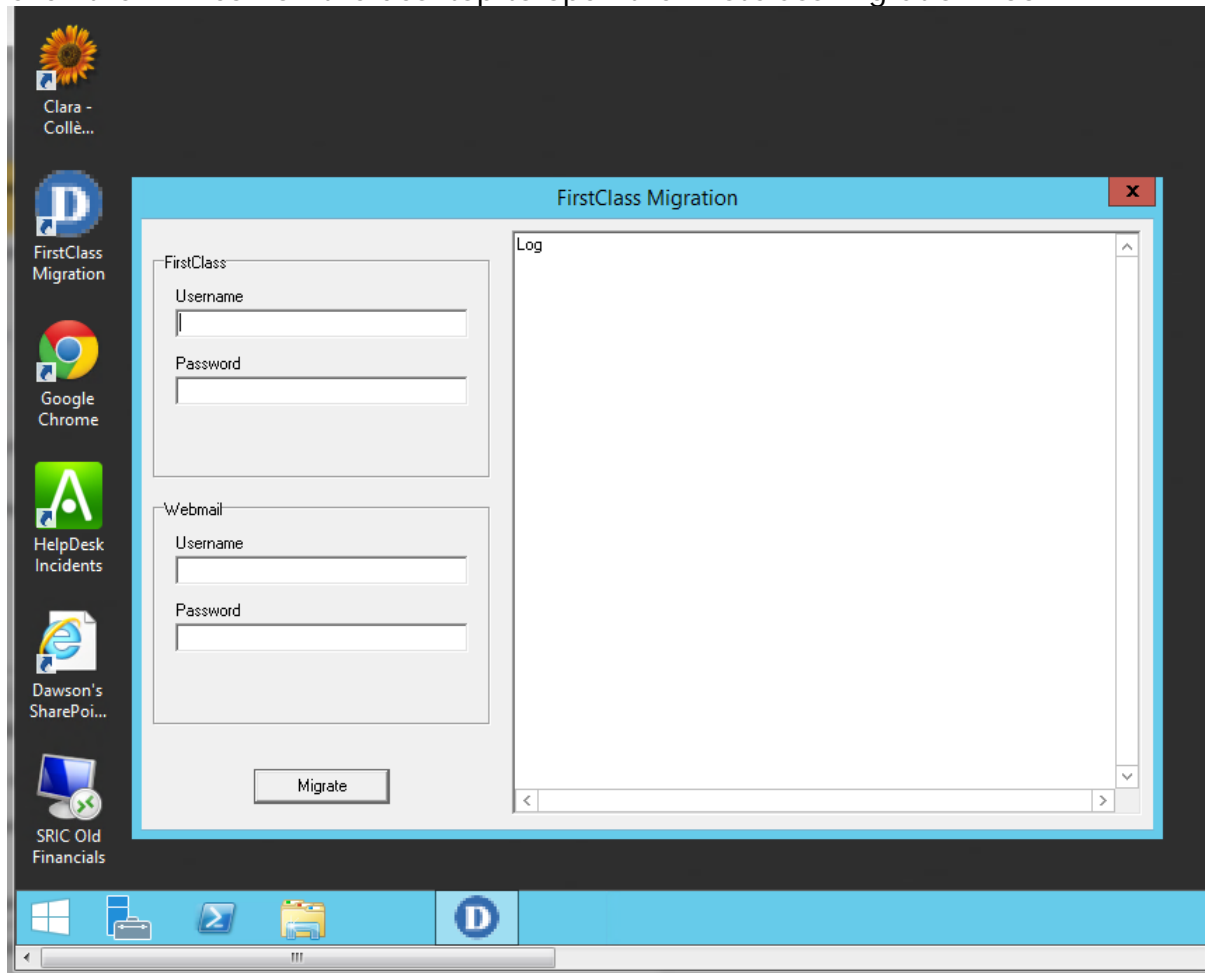 Clara -
Collè...
FirstClass
Migration
Google
Chrome
HelpDesk
Incidents
Dawson's
SharePoi...
SRIC Old
Financials
FirstClass Migration
x
FirstClass
Username
Password
Webmail
Username
Password
Migrate
Log